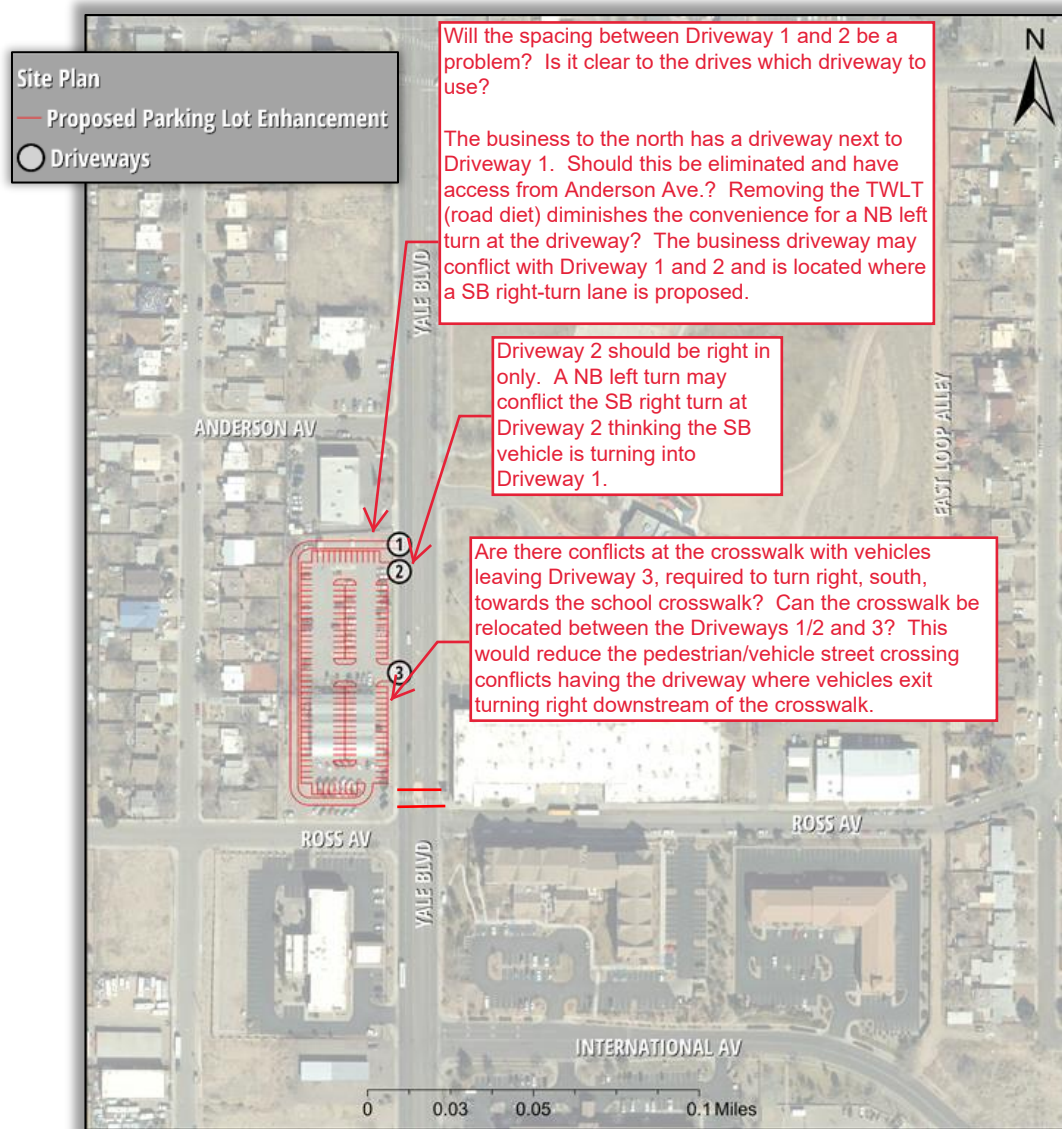 Site Plan
Proposed Parking Lot Enhancement
Driveways
N
Will the spacing between Driveway 1 and 2 be a
problem? Is it clear to the drives which driveway to
use?
The business to the north has a driveway next to
Driveway 1. Should this be eliminated and have
access from Anderson Ave.? Removing the TWLT
(road diet) diminishes the convenience for a NB left
turn at the driveway? The business driveway may
conflict with Driveway 1 and 2 and is located where
a SB right-turn lane is proposed.
YALE BLVD
Driveway 2 should be right in
only. A NB left turn may
conflict the SB right turn at
Driveway 2 thinking the SB
vehicle is turning into
Driveway 1.
ANDERSON AV
EAST LOOP ALLEY
1
2
3
Are there conflicts at the crosswalk with vehicles
leaving Driveway 3, required to turn right, south,
towards the school crosswalk? Can the crosswalk be
relocated between the Driveways 1/2 and 3? This
would reduce the pedestrian/vehicle street crossing
conflicts having the driveway where vehicles exit
turning right downstream of the crosswalk.
ROSS AV
ROSS AV
YALE BLVD
INTERNATIONAL AV
0 0.03 0.05 0.1 Miles